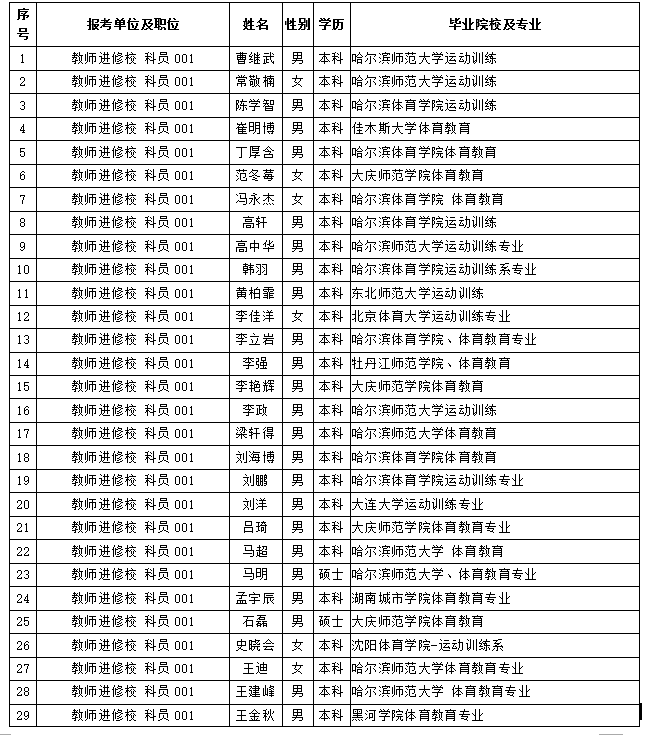 序号 报考单位及职位 姓名 性别 学历 毕业院校及专业
1 教师进修校 科员 001 曹继武 男 本科 哈尔滨师范大学运动训练
2 教师进修校 科员 001 常敬楠 女 本科 哈尔滨师范大学运动训练
3 教师进修校 科员 001 陈学智 男 本科 哈尔滨体育学院运动训练
4 教师进修校 科员 001 崔明博 男 本科 佳木斯大学体育教育
5 教师进修校 科员 001 丁厚含 男 本科 哈尔滨体育学院体育教育
6 教师进修校 科员 001 范冬莓 女 本科 大庆师范学院体育教育
7 教师进修校 科员 001 冯永杰 女 本科 哈尔滨体育学院 体育教育
8 教师进修校 科员 001 高轩 男 本科 哈尔滨体育学院运动训练
9 教师进修校 科员 001 高中华 男 本科 哈尔滨师范大学运动训练专业
10 教师进修校 科员 001 韩羽 男 本科 哈尔滨体育学院运动训练系专业
11 教师进修校 科员 001 黄柏霏 男 本科 东北师范大学运动训练
12 教师进修校 科员 001 李佳洋 女 本科 北京体育大学运动训练专业
13 教师进修校 科员 001 李立岩 男 本科 哈尔滨体育学院、体育教育专业
14 教师进修校 科员 001 李强 男 本科 牡丹江师范学院、体育教育
15 教师进修校 科员 001 李艳辉 男 本科 大庆师范学院体育教育
16 教师进修校 科员 001 李政 男 本科 哈尔滨师范大学运动训练
17 教师进修校 科员 001 梁轩得 男 本科 哈尔滨师范大学体育教育
18 教师进修校 科员 001 刘海博 男 本科 哈尔滨体育学院体育教育
19 教师进修校 科员 001 刘鹏 男 本科 哈尔滨体育学院运动训练专业
20 教师进修校 科员 001 刘洋 男 本科 大连大学运动训练专业
21 教师进修校 科员 001 吕琦 男 本科 大庆师范学院体育教育专业
22 教师进修校 科员 001 马超 男 本科 哈尔滨师范大学 体育教育
23 教师进修校 科员 001 马明 男 硕士 哈尔滨师范大学、体育教育专业
24 教师进修校 科员 001 孟宇辰 男 本科 湖南城市学院体育教育专业
25 教师进修校 科员 001 石磊 男 硕士 大庆师范学院体育教育
26 教师进修校 科员 001 史晓会 女 本科 沈阳体育学院-运动训练系
27 教师进修校 科员 001 王迪 女 本科 哈尔滨师范大学体育教育专业
28 教师进修校 科员 001 王建峰 男 本科 哈尔滨师范大学 体育教育专业
29 教师进修校 科员 001 王金秋 男 本科 黑河学院体育教育专业